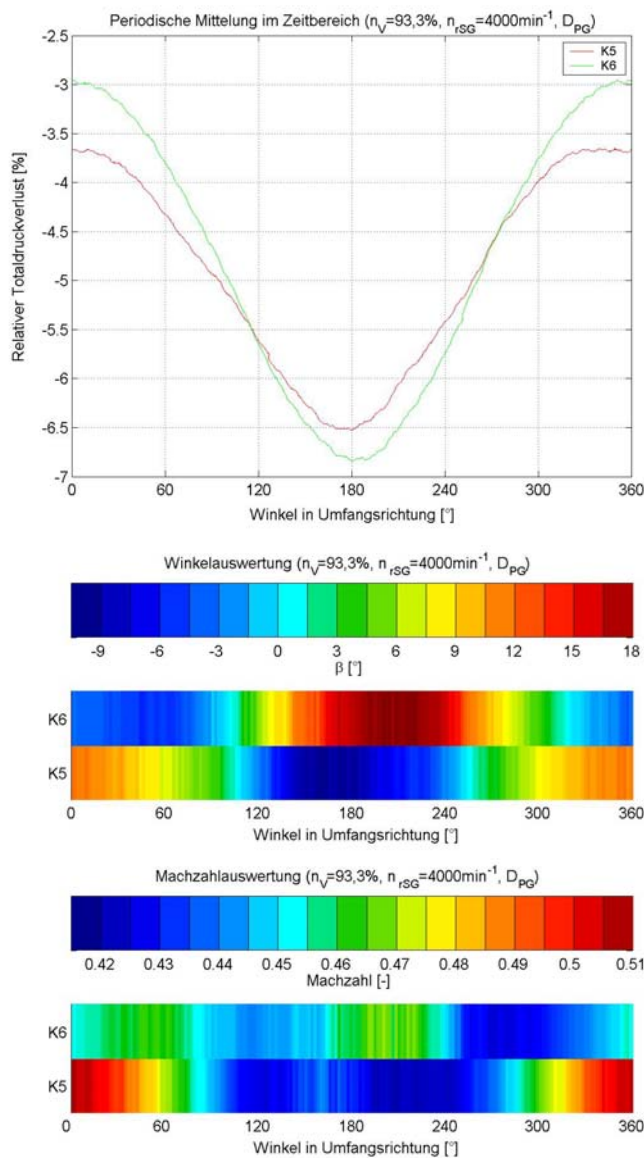 Periodische Mittelung im Zeitbereich (n_V=93,3%, n_rSG=4000min⁻¹, D_PG)
K5
K6
Relativer Totaldruckverlust [%]
-2.5
-3
-3.5
-4
-4.5
-5
-5.5
-6
-6.5
-7
0 60 120 180 240 300 360
Winkel in Umfangsrichtung [°]
Winkelauswertung (n_V=93,3%, n_rSG=4000min⁻¹, D_PG)
-9 -6 -3 0 3 6 9 12 15 18
β [°]
K6
K5
0 60 120 180 240 300 360
Winkel in Umfangsrichtung [°]
Machzahlauswertung (n_V=93,3%, n_rSG=4000min⁻¹, D_PG)
0.42 0.43 0.44 0.45 0.46 0.47 0.48 0.49 0.5 0.51
Machzahl [-]
K6
K5
0 60 120 180 240 300 360
Winkel in Umfangsrichtung [°]